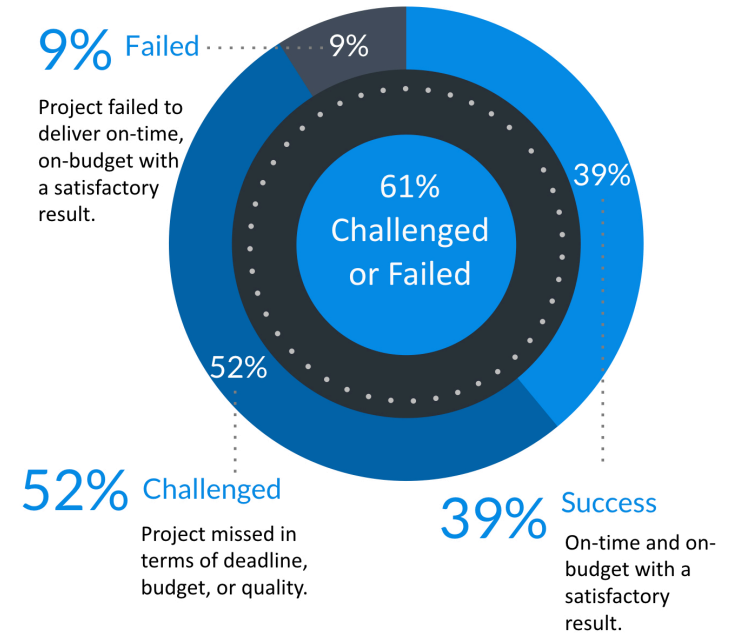 9% Failed
Project failed to
deliver on-time,
on-budget with
a satisfactory
result.
9%
39%
61%
Challenged
or Failed
52%
52% Challenged
Project missed in
terms of deadline,
budget, or quality.
39% Success
On-time and on-
budget with a
satisfactory
result.